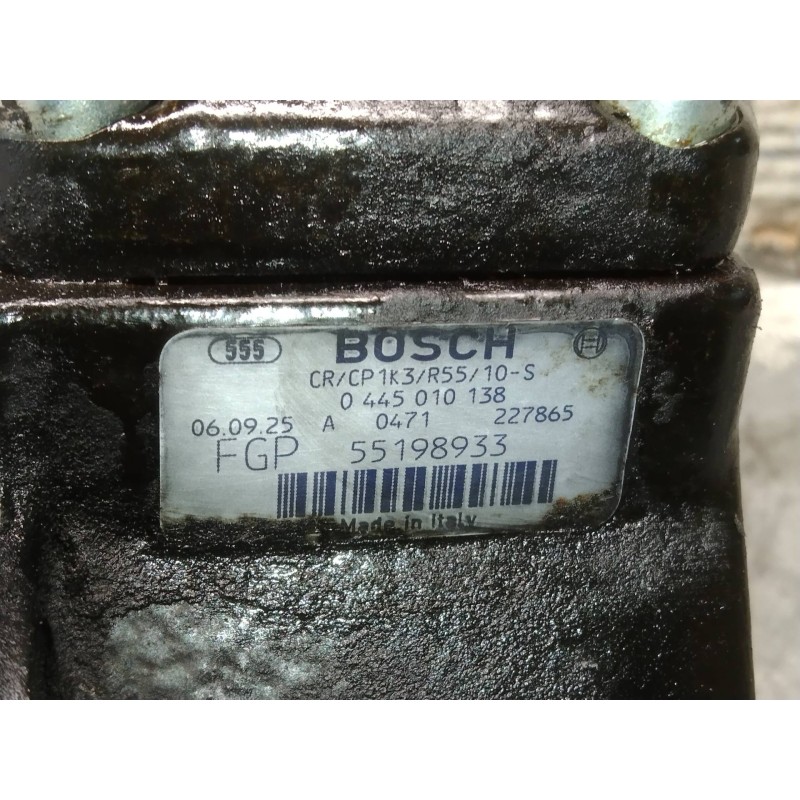 555 BOSCH
CR/CP1K3/R55/10-S
0 445 010 138
06.09.25 A 0471 227865
FGP 55198933
Made in Italy